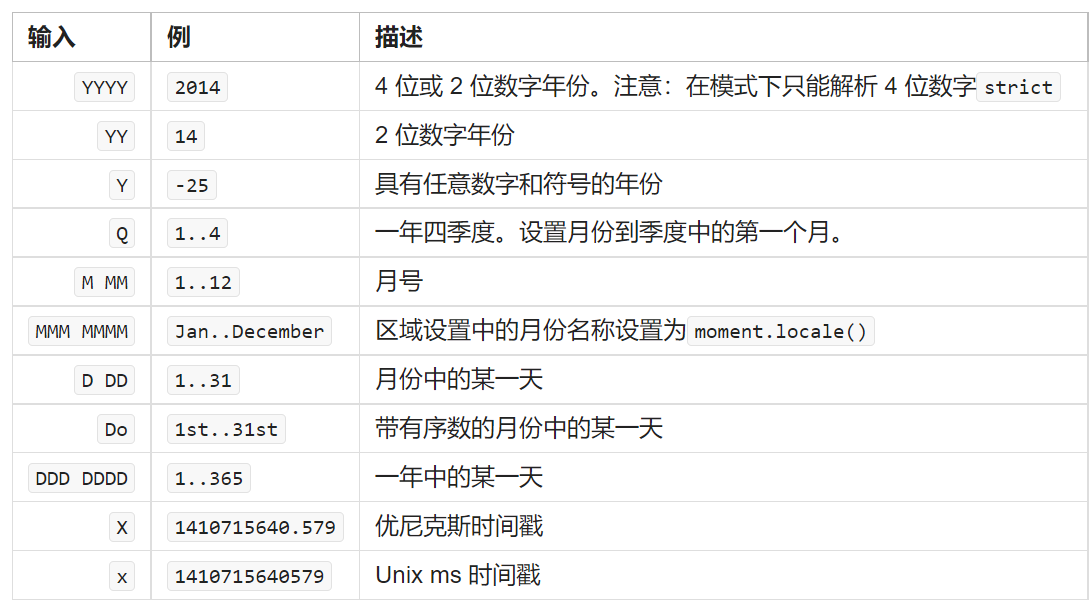 输入 例 描述
YYYY 2014 4 位或 2 位数字年份。注意：在模式下只能解析 4 位数字 strict
YY 14 2 位数字年份
Y -25 具有任意数字和符号的年份
Q 1..4 一年四季度。设置月份到季度中的第一个月。
M MM 1..12 月号
MMM MMMM Jan..December 区域设置中的月份名称设置为 moment.locale()
D DD 1..31 月份中的某一天
Do 1st..31st 带有序数的月份中的某一天
DDD DDDD 1..365 一年中的某一天
X 1410715640.579 优尼克斯时间戳
x 1410715640579 Unix ms 时间戳